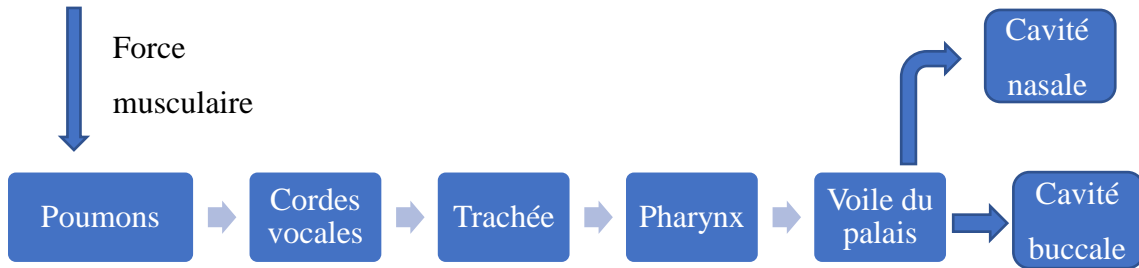 Force
musculaire
Cavité
nasale
Poumons
Cordes
vocales
Trachée
Pharynx
Voile du
palais
Cavité
buccale